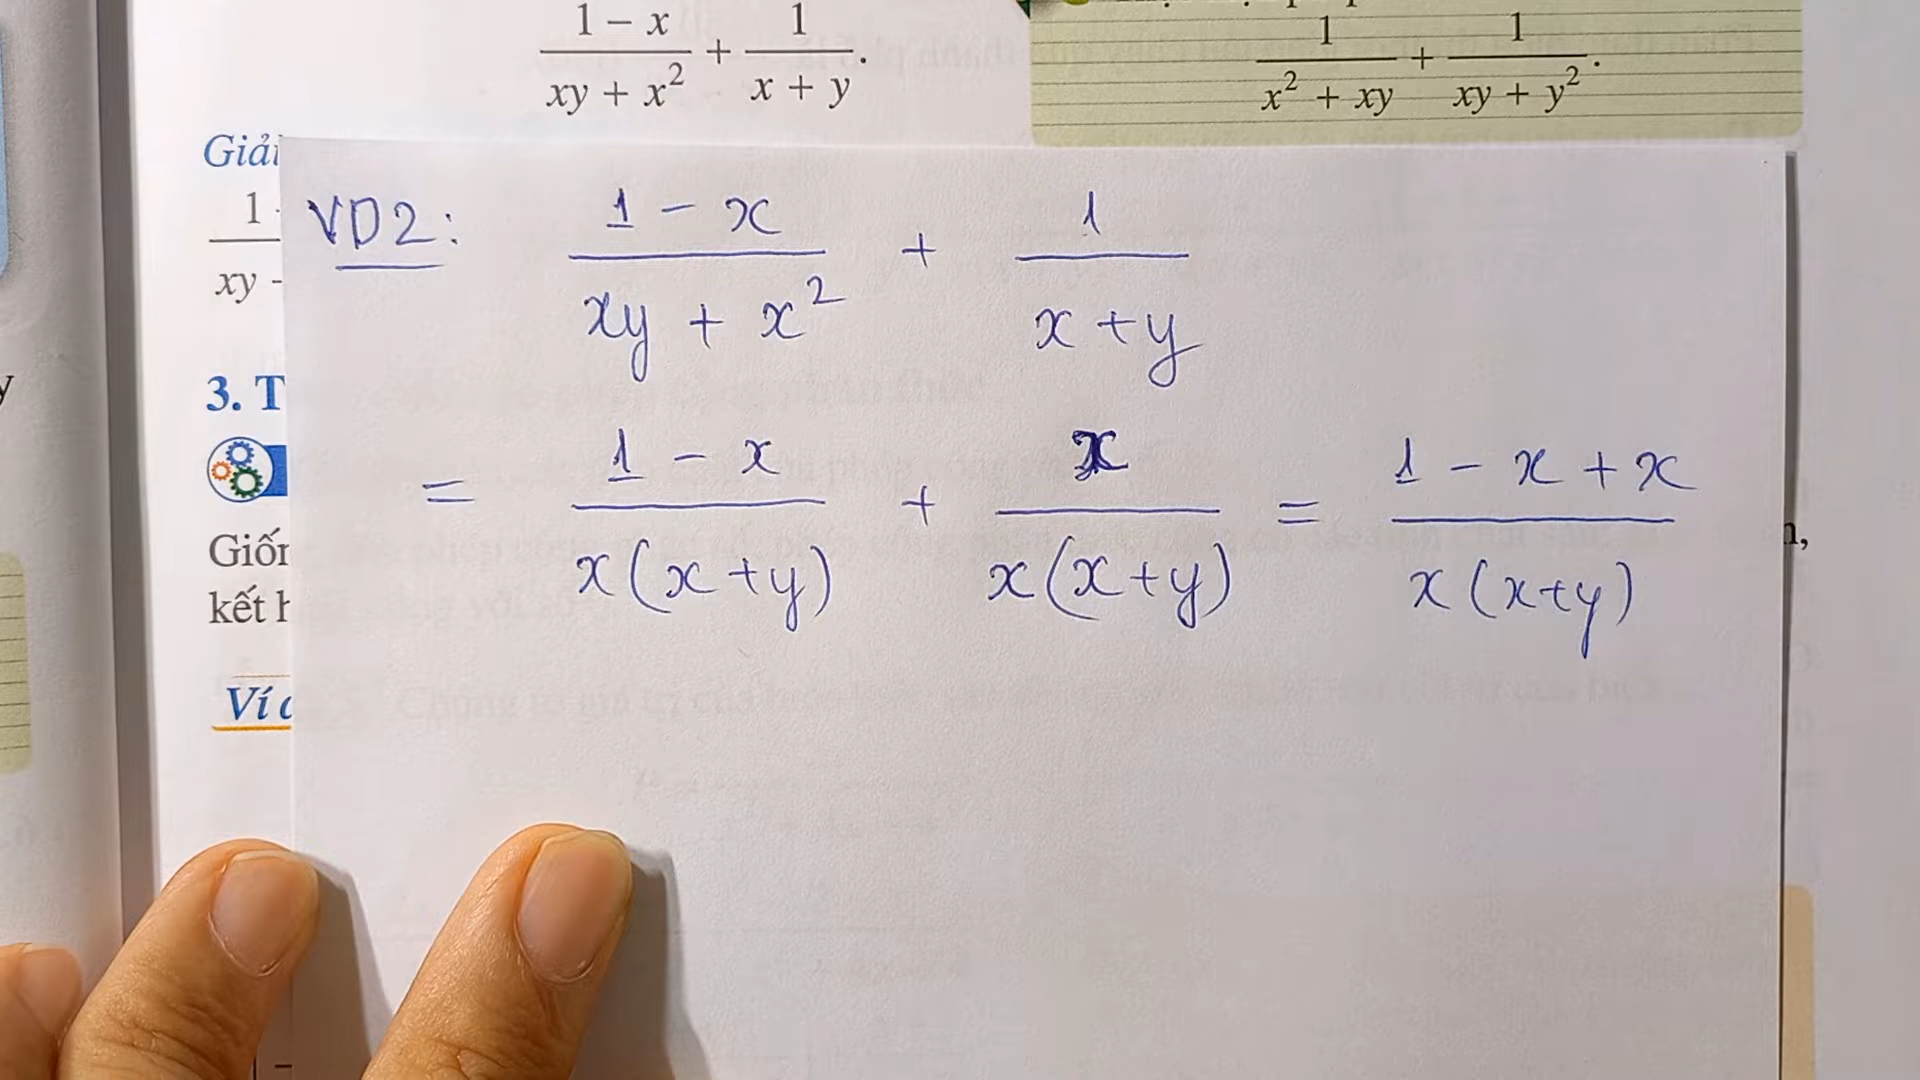 (1 − x)/(xy + x²) + 1/(x + y).
1/(x² + xy) + 1/(xy + y²).
Giải
1
xy
VD2: (1 − x)/(xy + x²) + 1/(x + y)
= (1 − x)/(x(x+y)) + x/(x(x+y)) = (1 − x + x)/(x(x+y))
3. T
Giốn
kết h
Ví
y